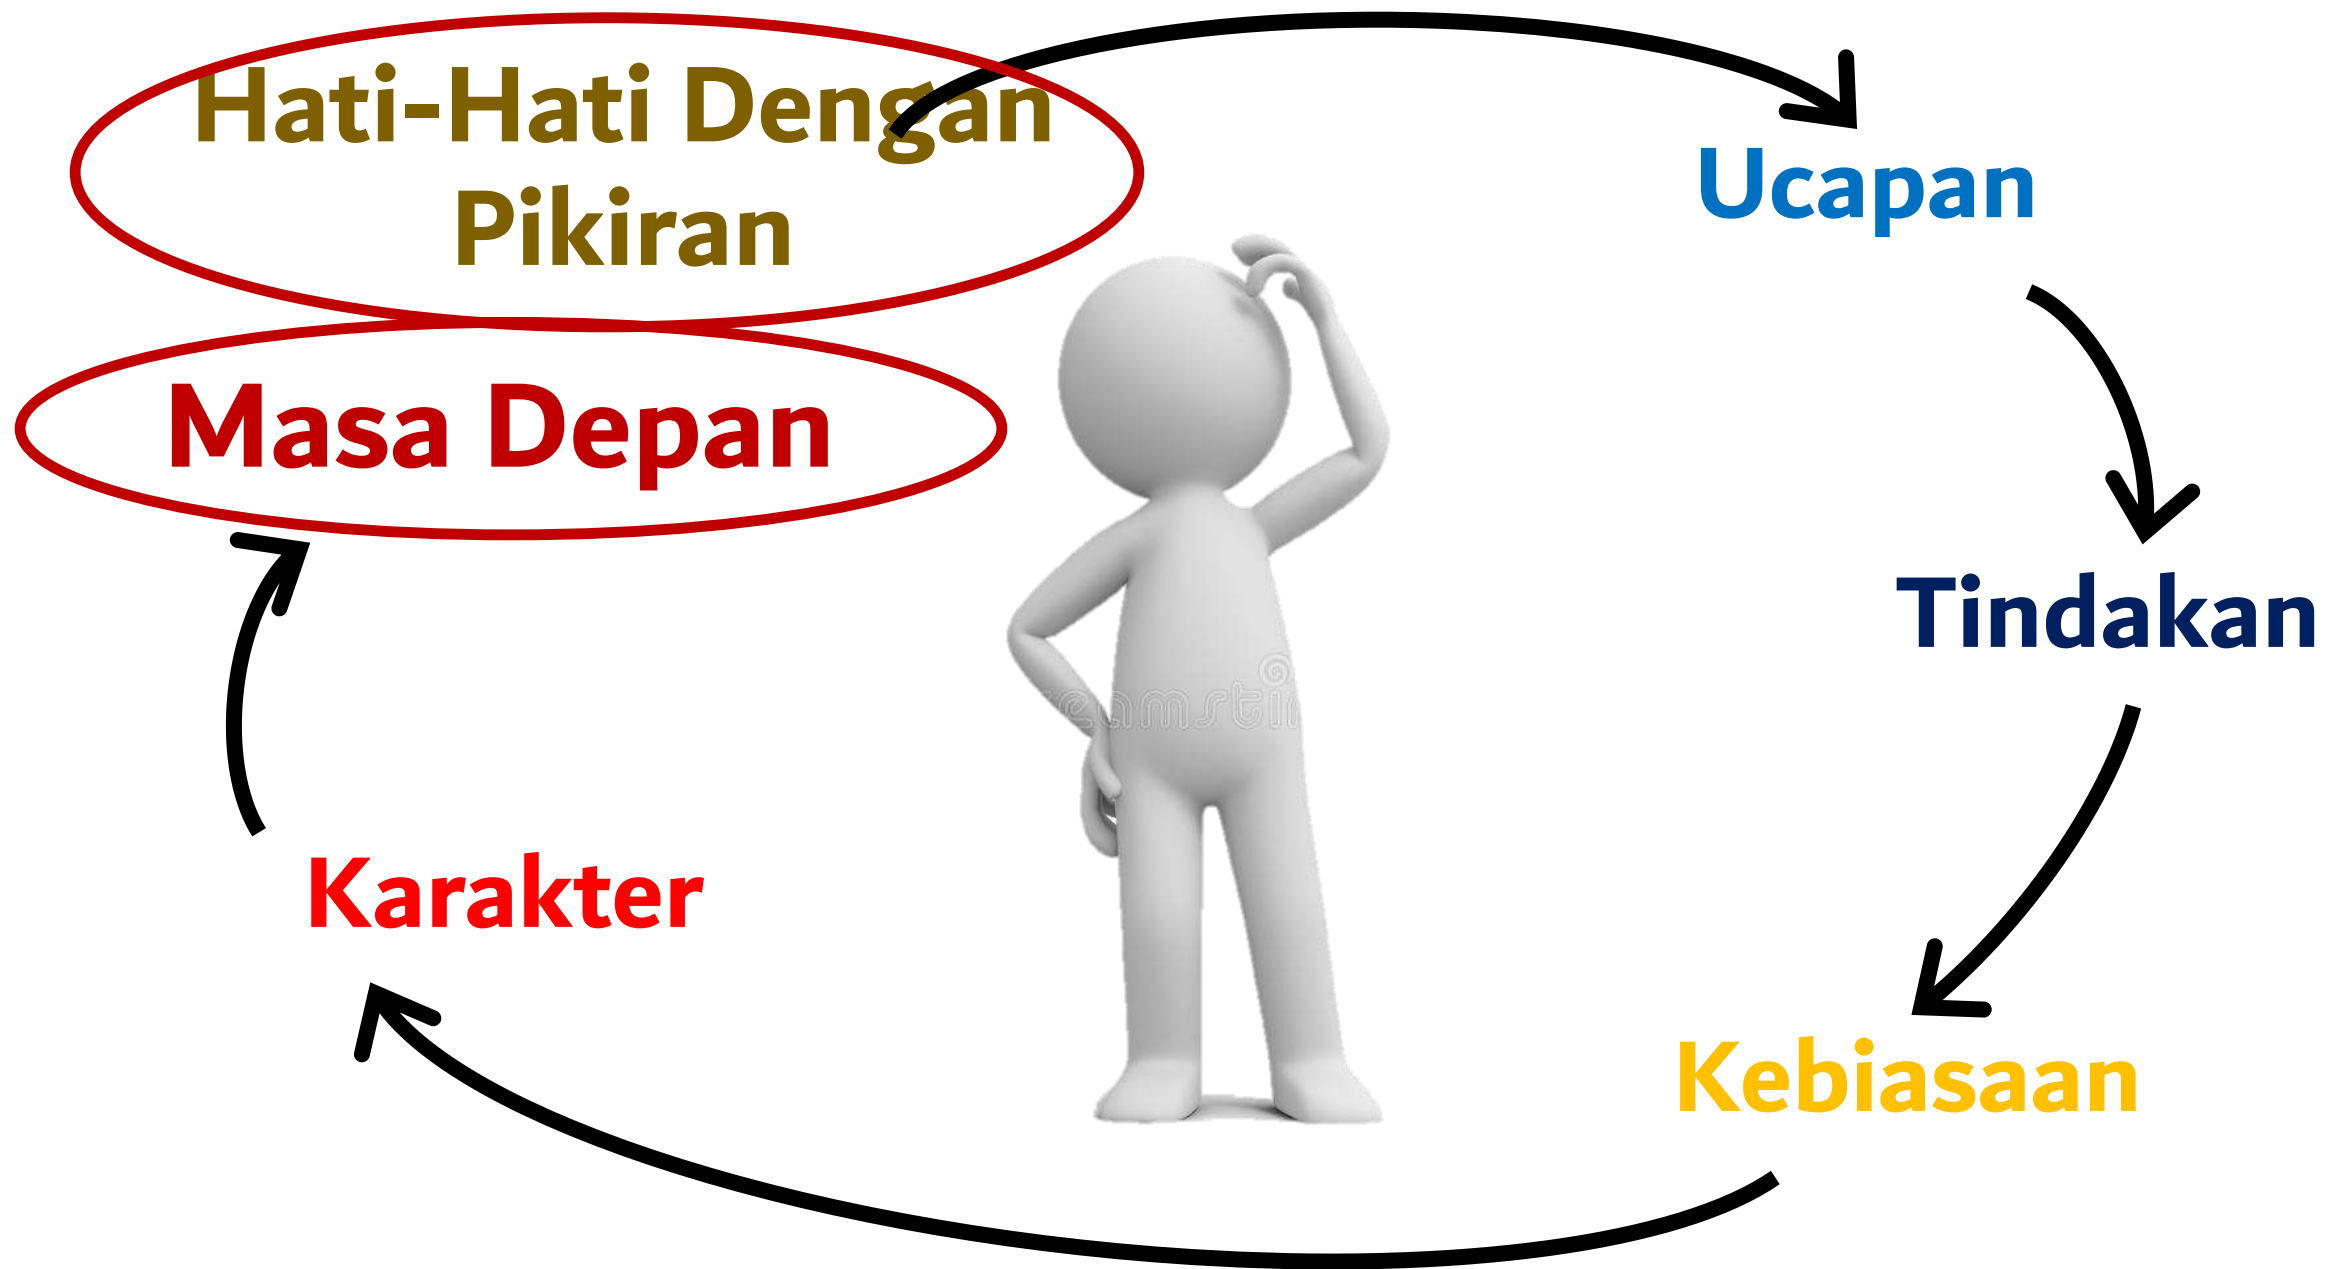 Hati-Hati Dengan
Pikiran
Ucapan
Masa Depan
Tindakan
Karakter
Kebiasaan